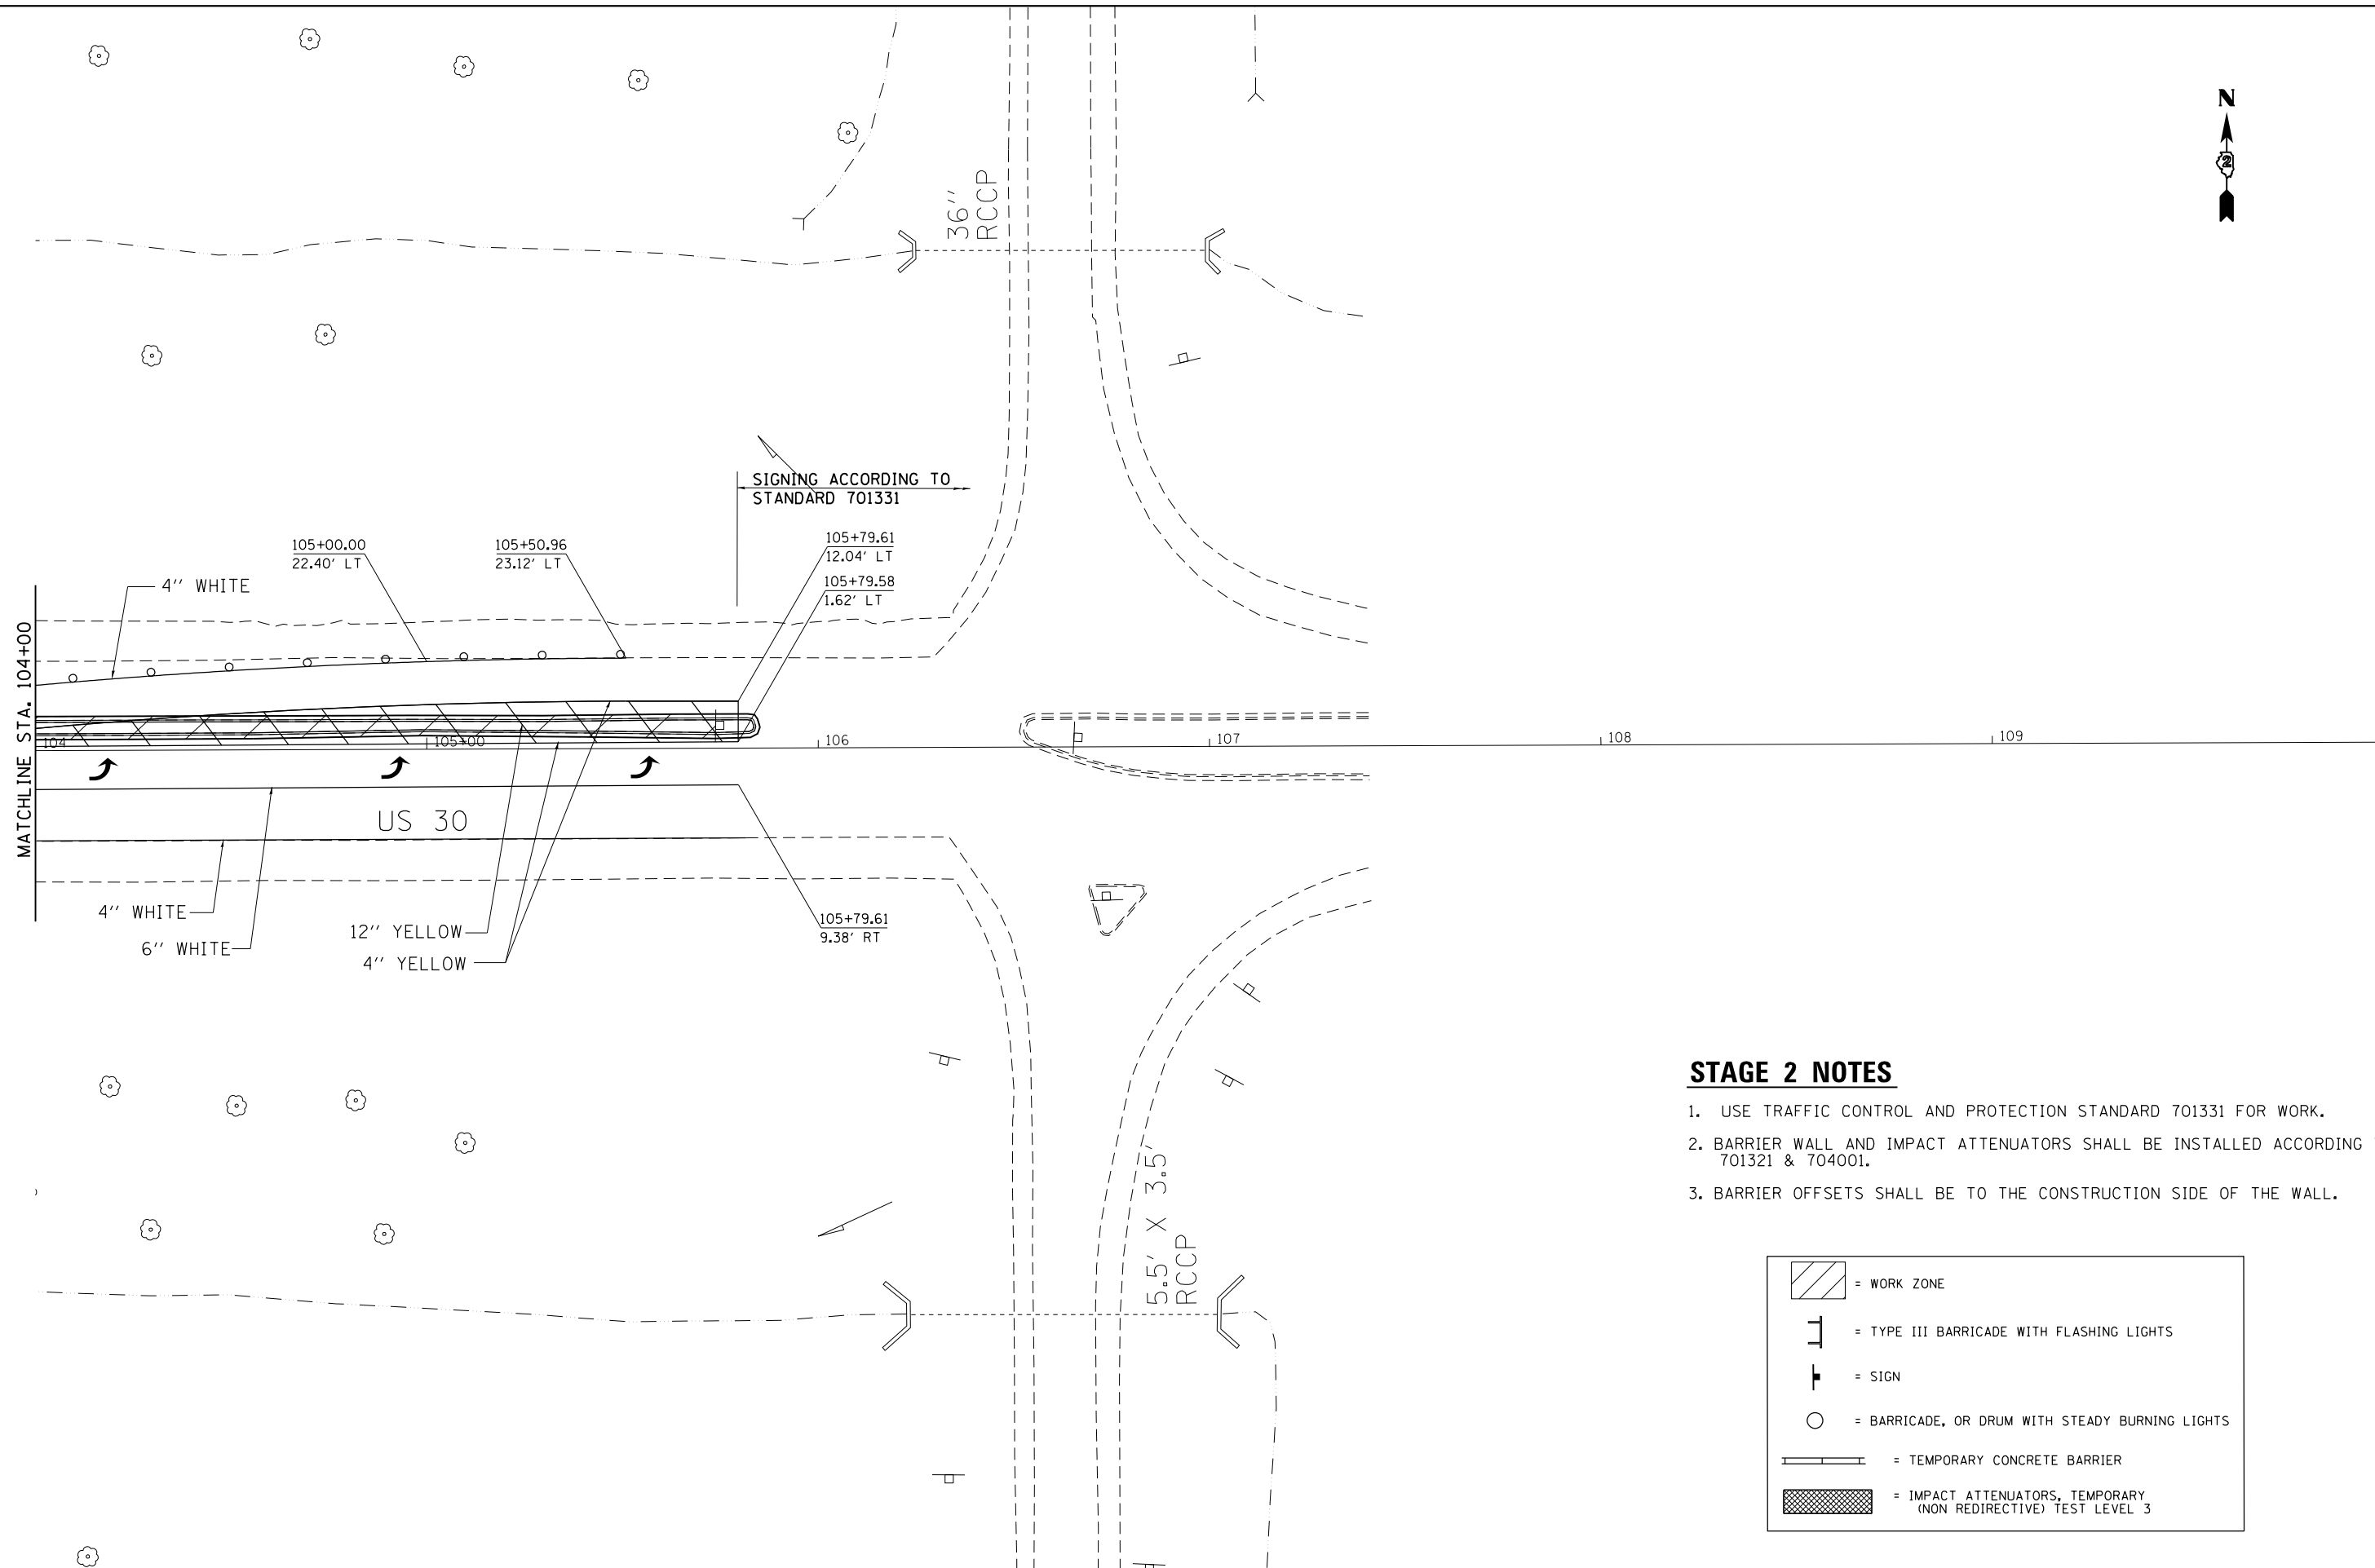 N
2
36'' 
RCCP
SIGNING ACCORDING TO
STANDARD 701331
105+00.00
22.40' LT
105+50.96
23.12' LT
105+79.61
12.04' LT
105+79.58
1.62' LT
4'' WHITE
MATCHLINE STA. 104+00
104
105+00
106
107
108
109
US 30
4'' WHITE
6'' WHITE
12'' YELLOW
4'' YELLOW
105+79.61
9.38' RT
5.5' X 3.5'
RCCP
STAGE 2 NOTES
1. USE TRAFFIC CONTROL AND PROTECTION STANDARD 701331 FOR WORK.
2. BARRIER WALL AND IMPACT ATTENUATORS SHALL BE INSTALLED ACCORDING
701321 & 704001.
3. BARRIER OFFSETS SHALL BE TO THE CONSTRUCTION SIDE OF THE WALL.
= WORK ZONE
= TYPE III BARRICADE WITH FLASHING LIGHTS
= SIGN
= BARRICADE, OR DRUM WITH STEADY BURNING LIGHTS
= TEMPORARY CONCRETE BARRIER
= IMPACT ATTENUATORS, TEMPORARY
(NON REDIRECTIVE) TEST LEVEL 3